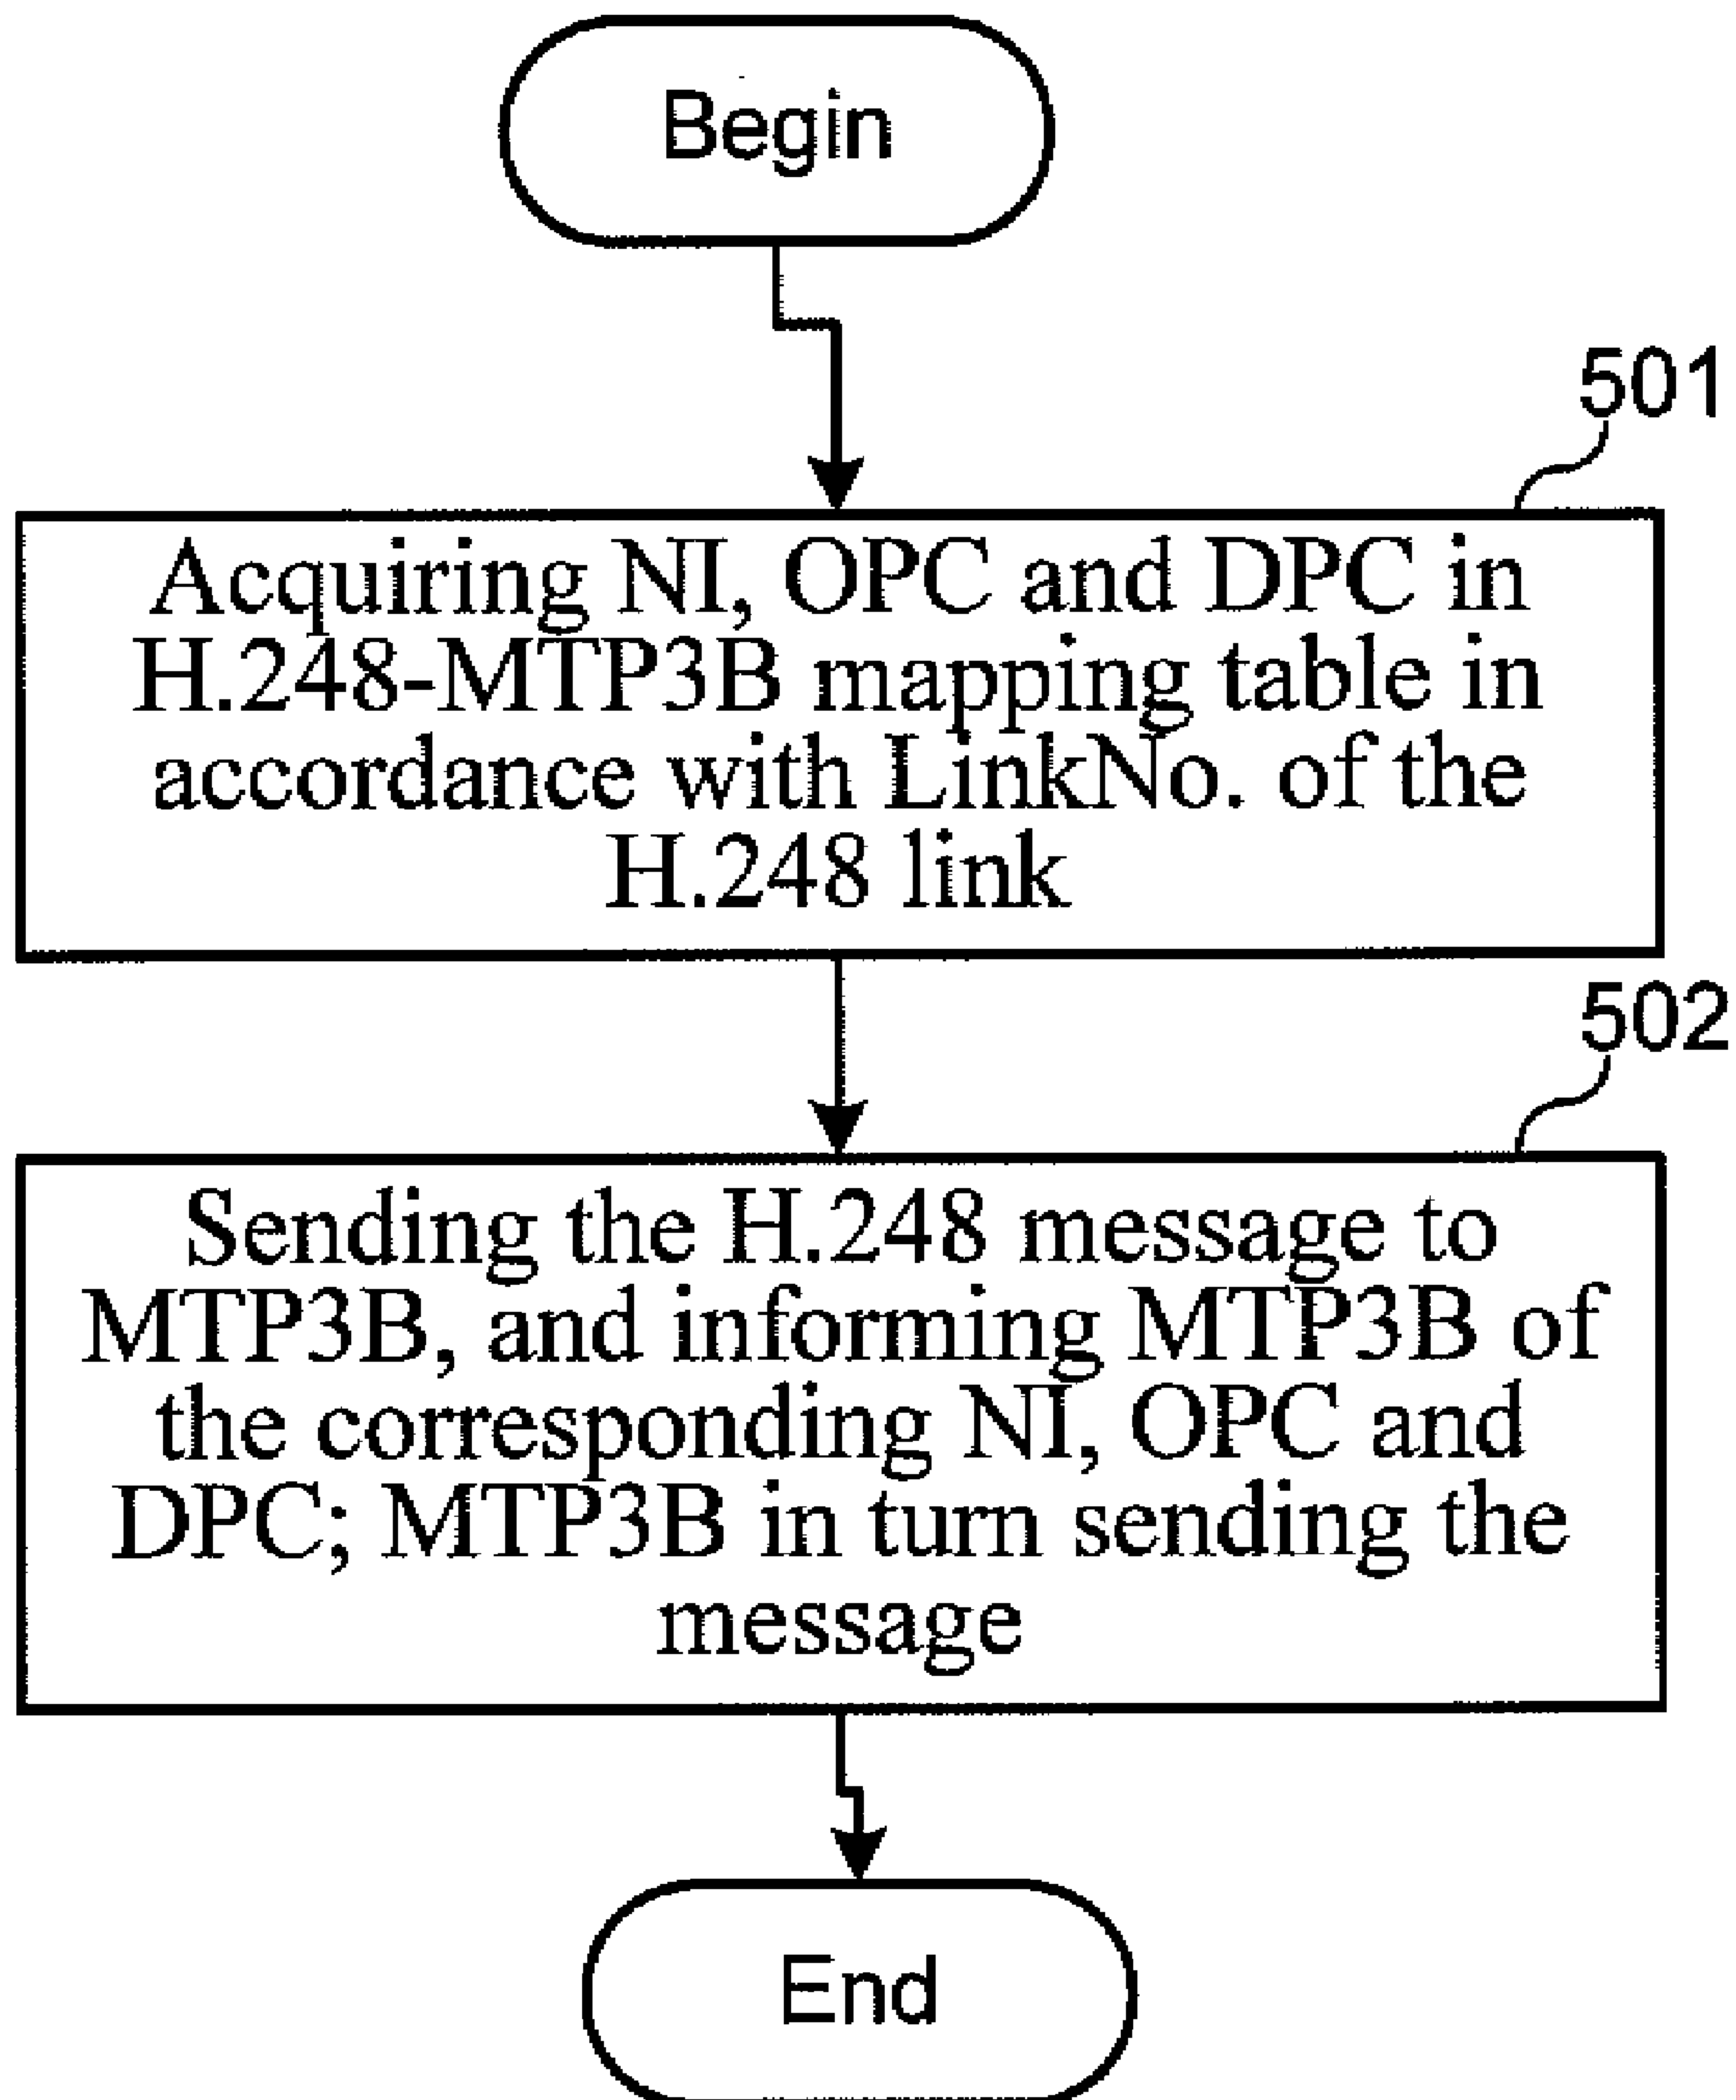 Begin
501
Acquiring NI, OPC and DPC in
H.248-MTP3B mapping table in
accordance with LinkNo. of the
H.248 link
502
Sending the H.248 message to
MTP3B, and informing MTP3B of
the corresponding NI, OPC and
DPC; MTP3B in turn sending the
message
End